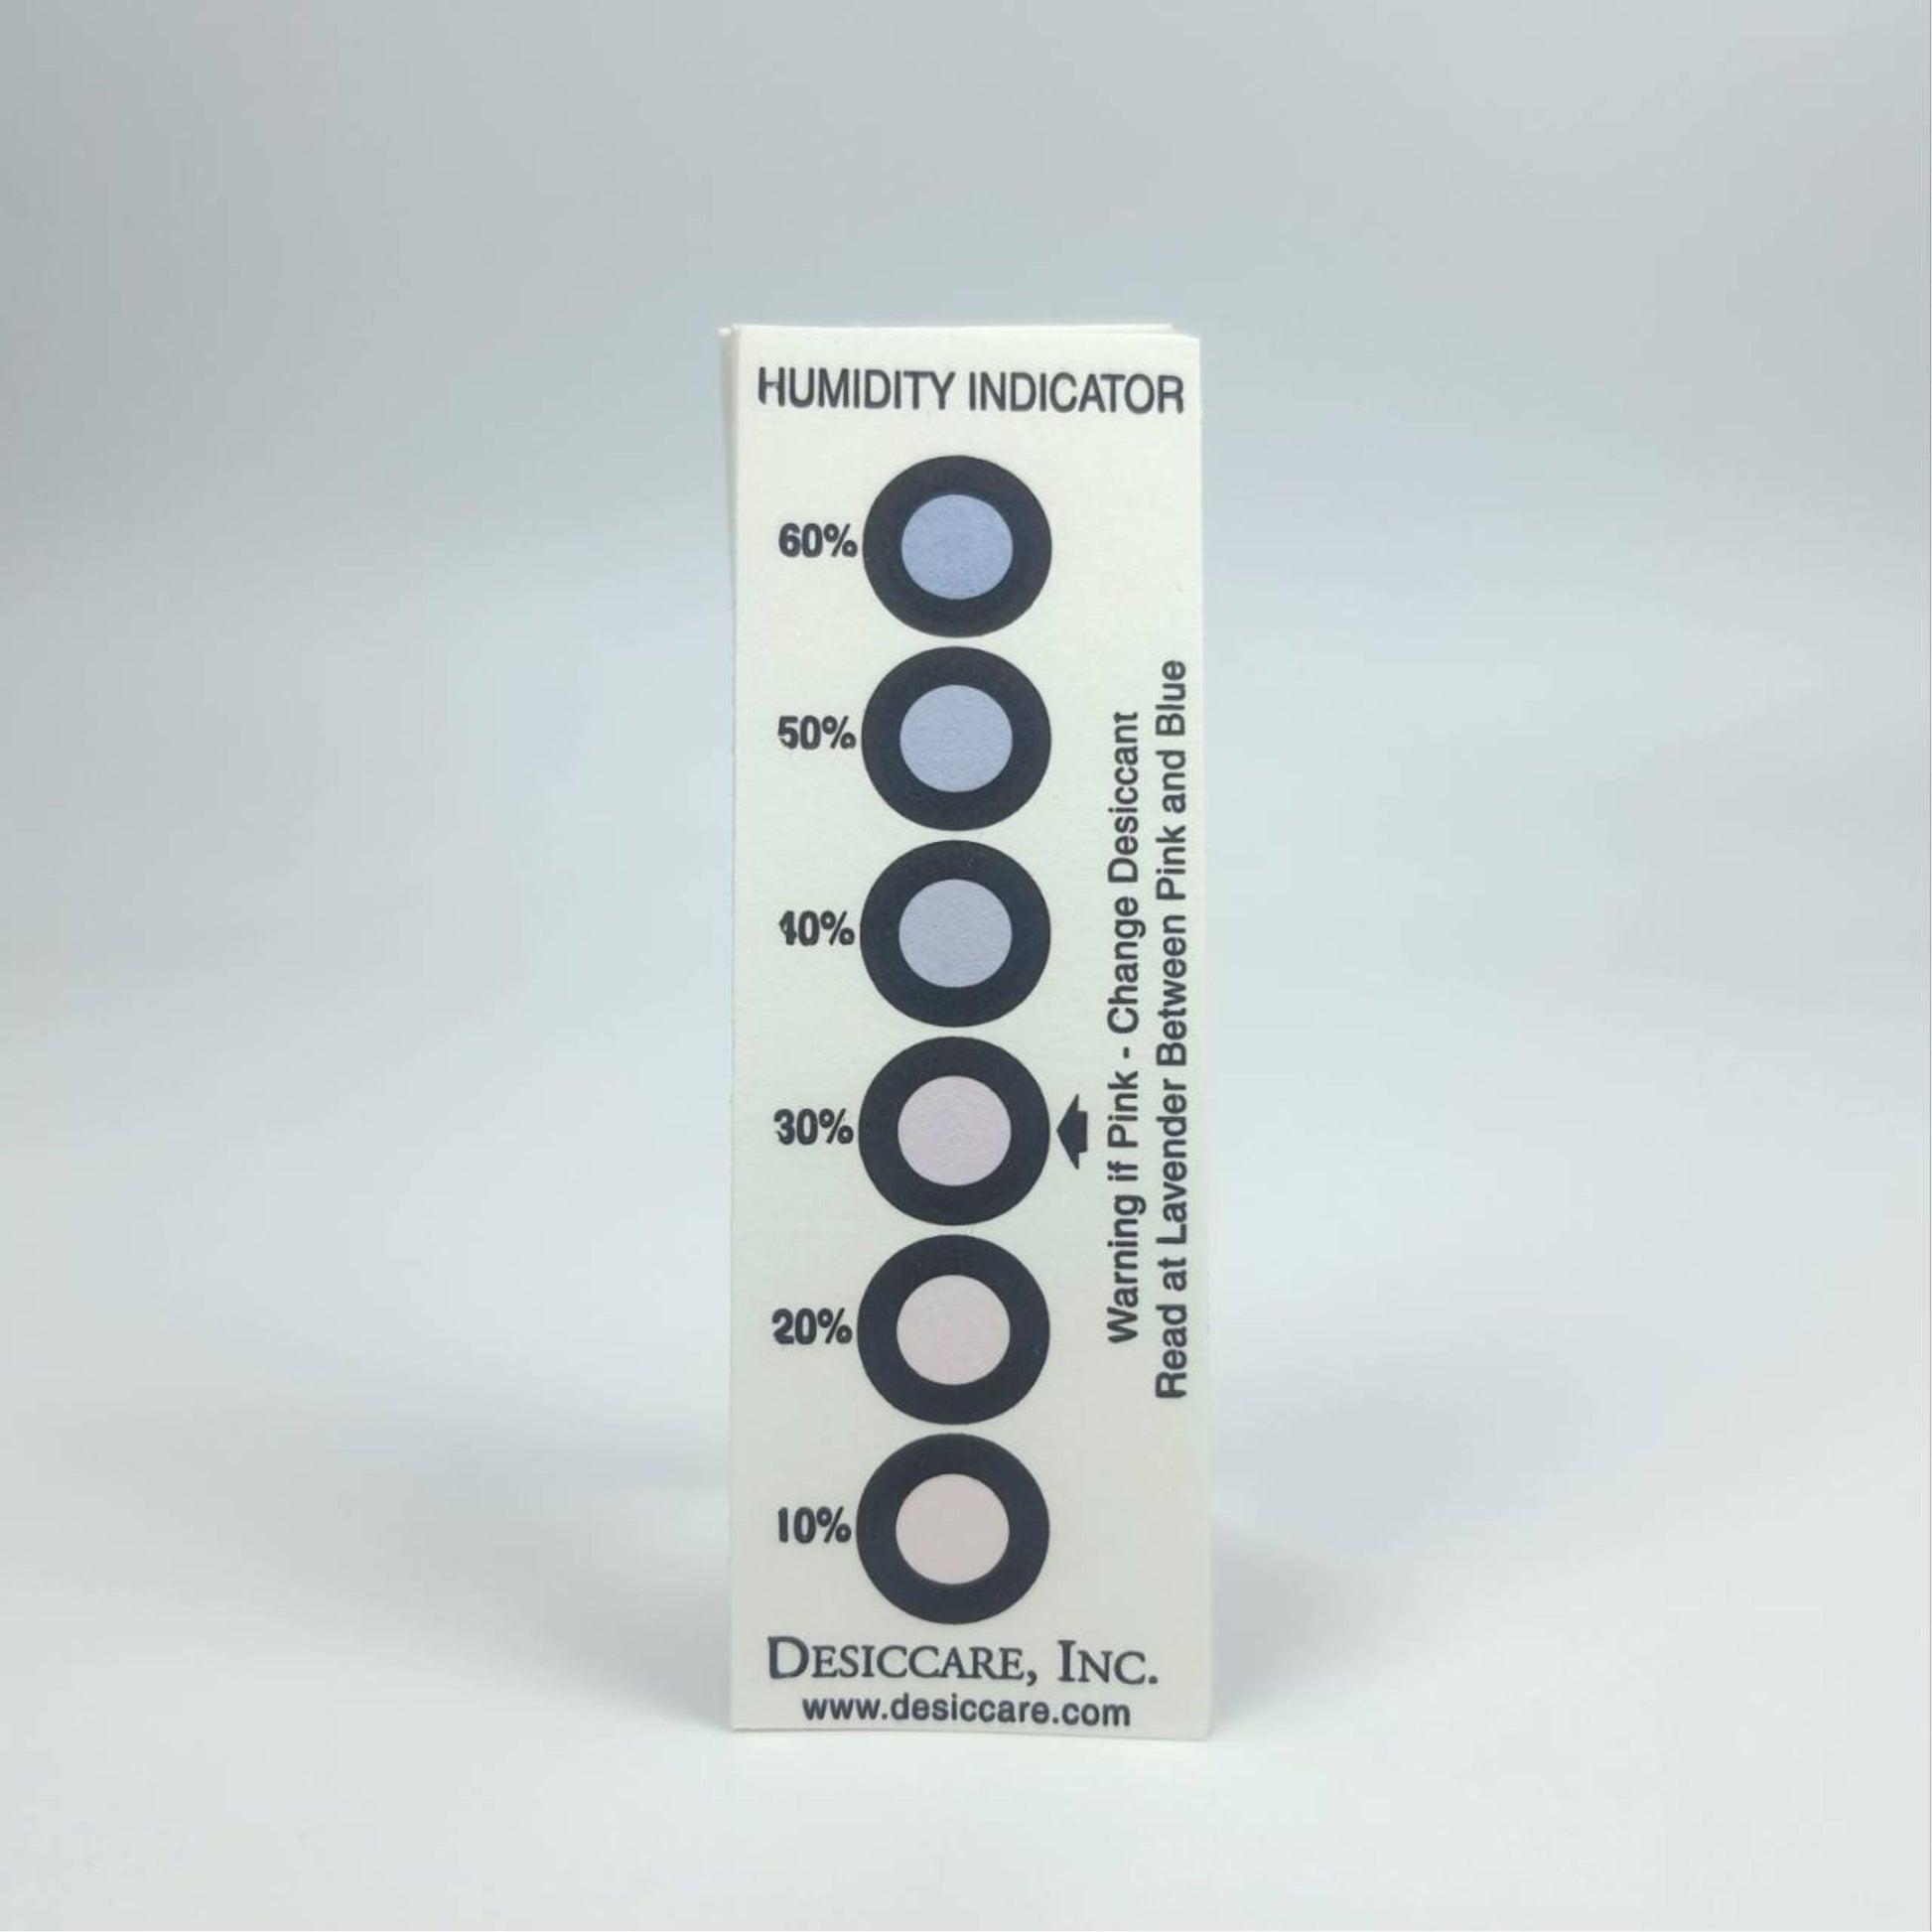 HUMIDITY INDICATOR
60%
50%
40%
30%
20%
10%
Warning if Pink - Change Desiccant
Read at Lavender Between Pink and Blue
DESICCARE, INC.
www.desiccare.com